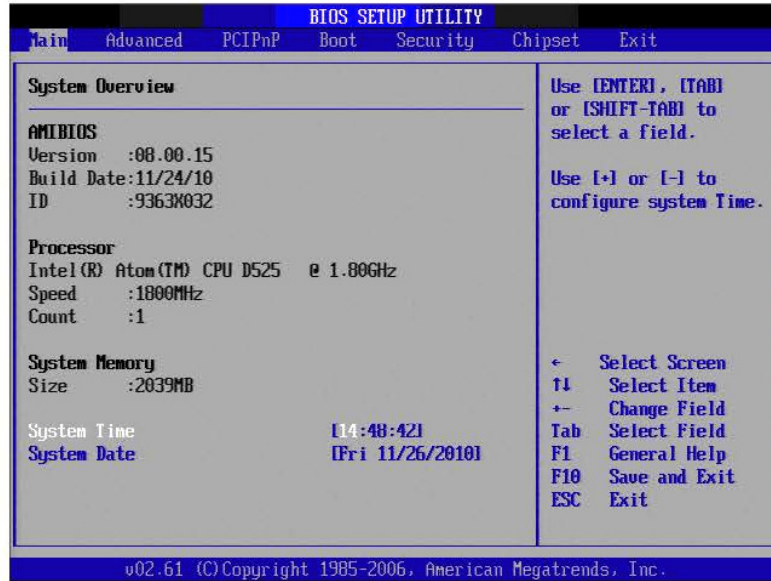 BIOS SETUP UTILITY
Main Advanced PCIPnP Boot Security Chipset Exit
System Overview
AMIBIOS
Version :08.00.15
Build Date:11/24/10
ID :9363X032
Processor
Intel(R) Atom(TM) CPU D525 @ 1.80GHz
Speed :1800MHz
Count :1
System Memory
Size :2039MB
System Time [14:48:42]
System Date [Fri 11/26/2010]
Use [ENTER], [TAB]
or [SHIFT-TAB] to
select a field.
Use [+] or [-] to
configure system Time.
← Select Screen
↑↓ Select Item
+- Change Field
Tab Select Field
F1 General Help
F10 Save and Exit
ESC Exit
v02.61 (C)Copyright 1985-2006, American Megatrends, Inc.